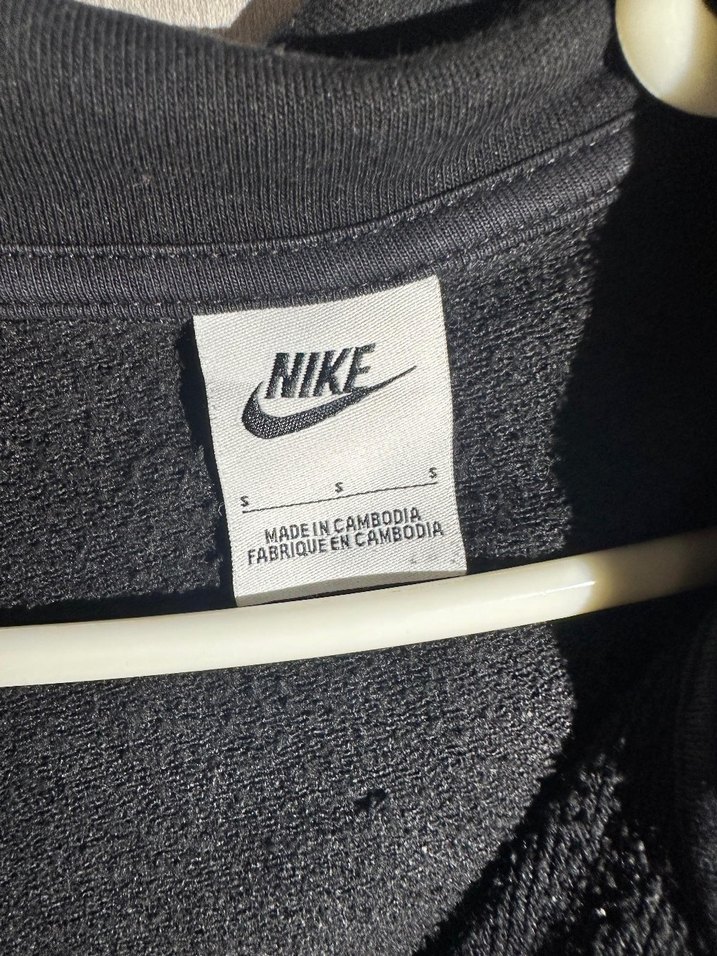 NIKE
S S S
MADE IN CAMBODIA
FABRIQUE EN CAMBODIA